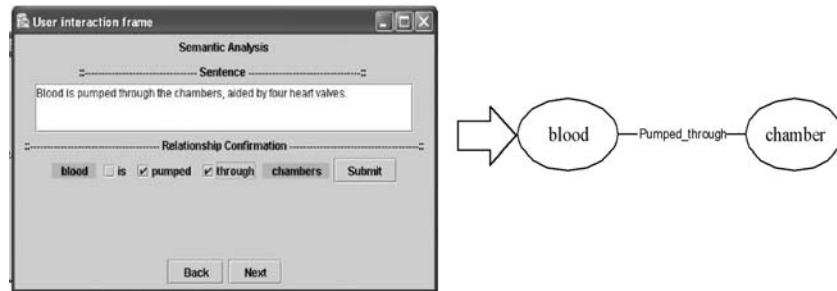 User interaction frame
Semantic Analysis
::-------------------------------- Sentence --------------------------------::
Blood is pumped through the chambers, aided by four heart valves.
::-------------------------------- Relationship Confirmation --------------------------------::
blood is pumped through chambers Submit
Back Next
blood Pumped_through chamber